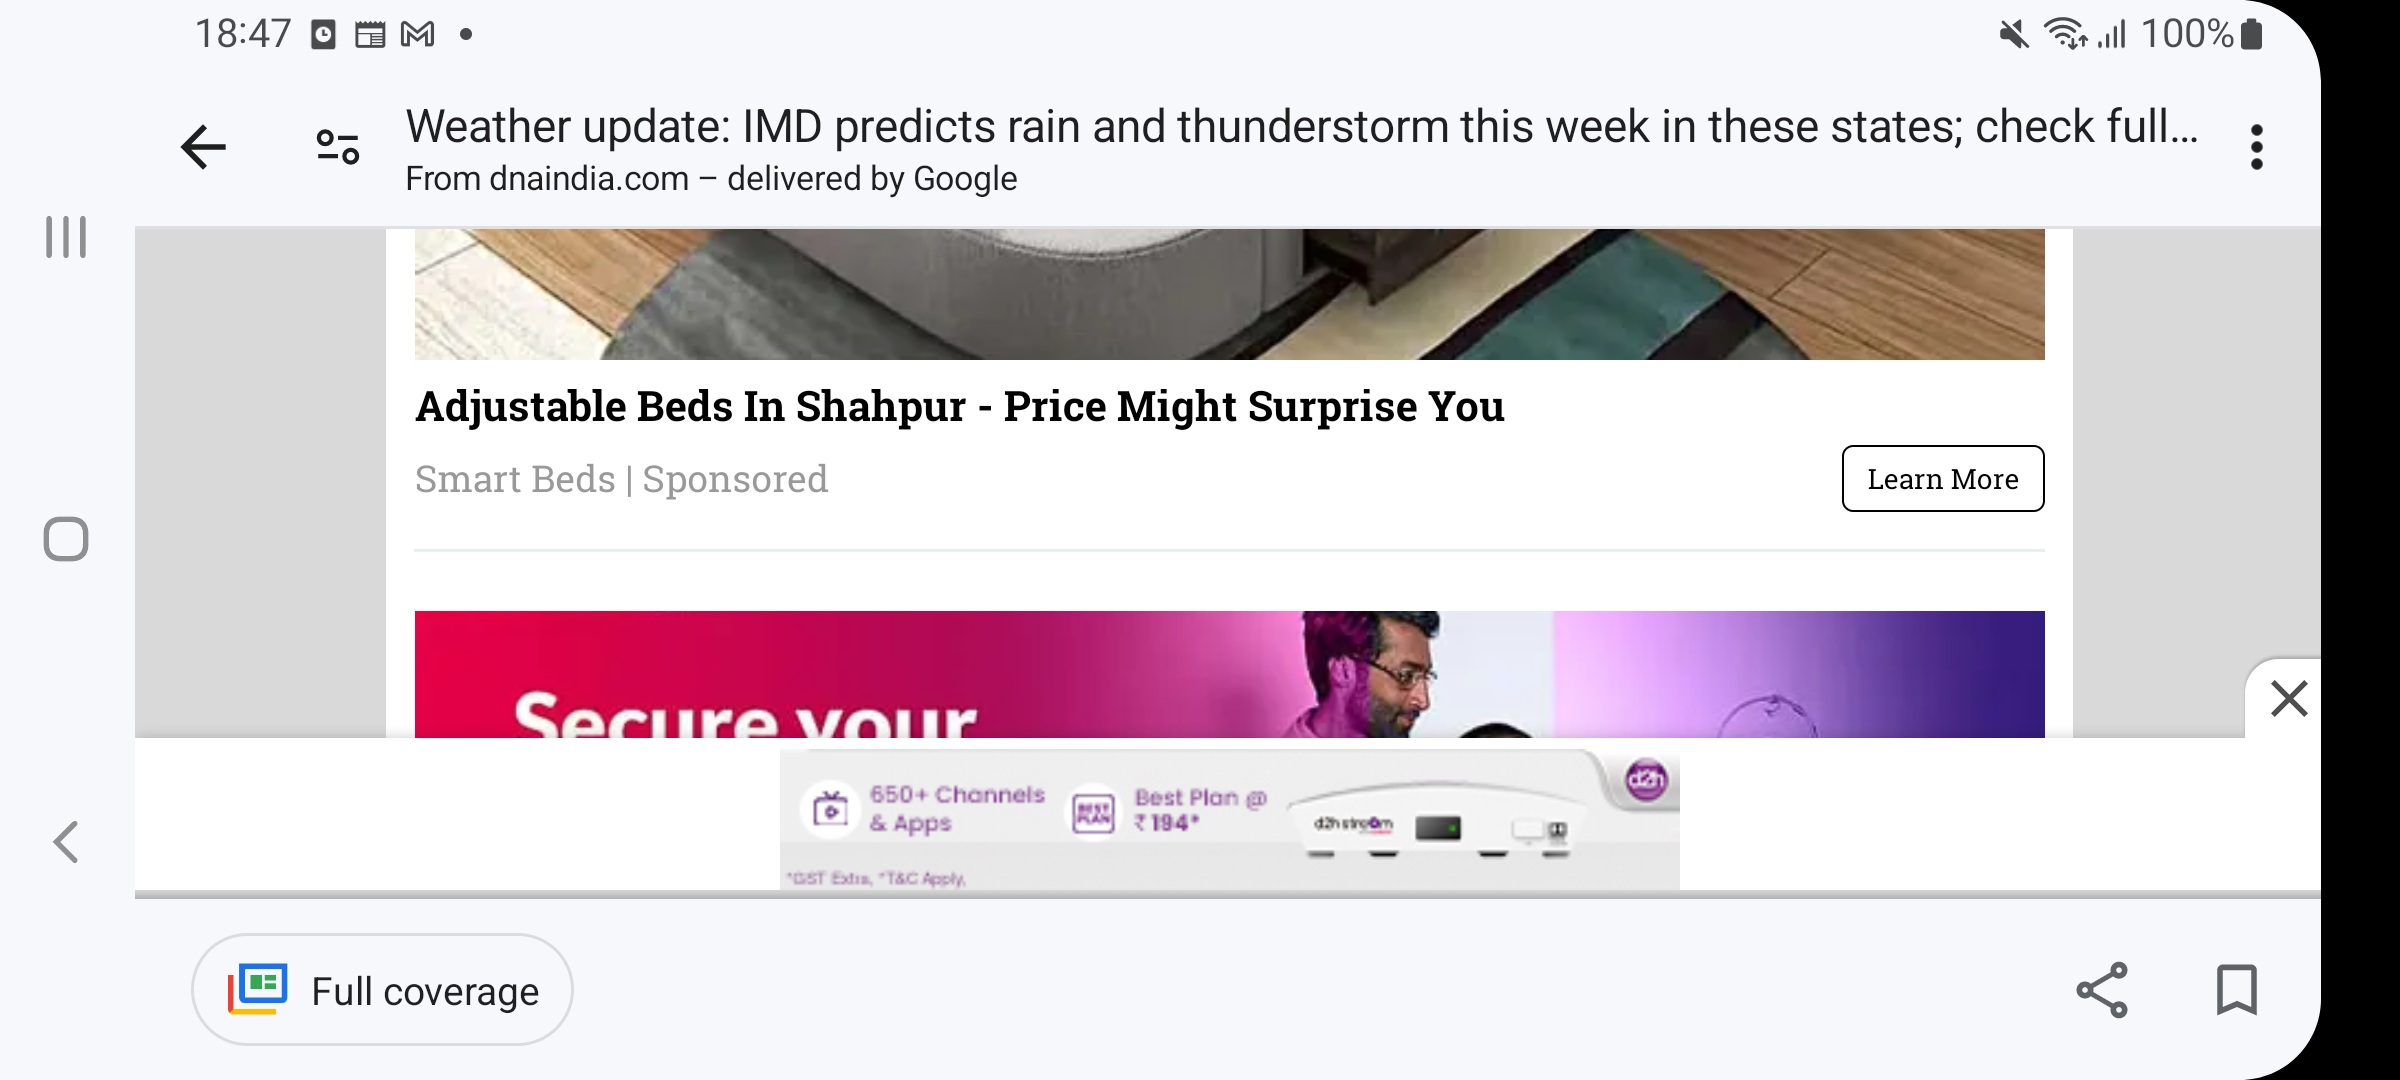 18:47
100%
Weather update: IMD predicts rain and thunderstorm this week in these states; check full...
From dnaindia.com – delivered by Google
Adjustable Beds In Shahpur - Price Might Surprise You
Smart Beds | Sponsored
Learn More
Secure your
650+ Channels
& Apps
BEST
PLAN
Best Plan @
₹194*
d2h stream
d2h
*GST Extra, *T&C Apply,
Full coverage